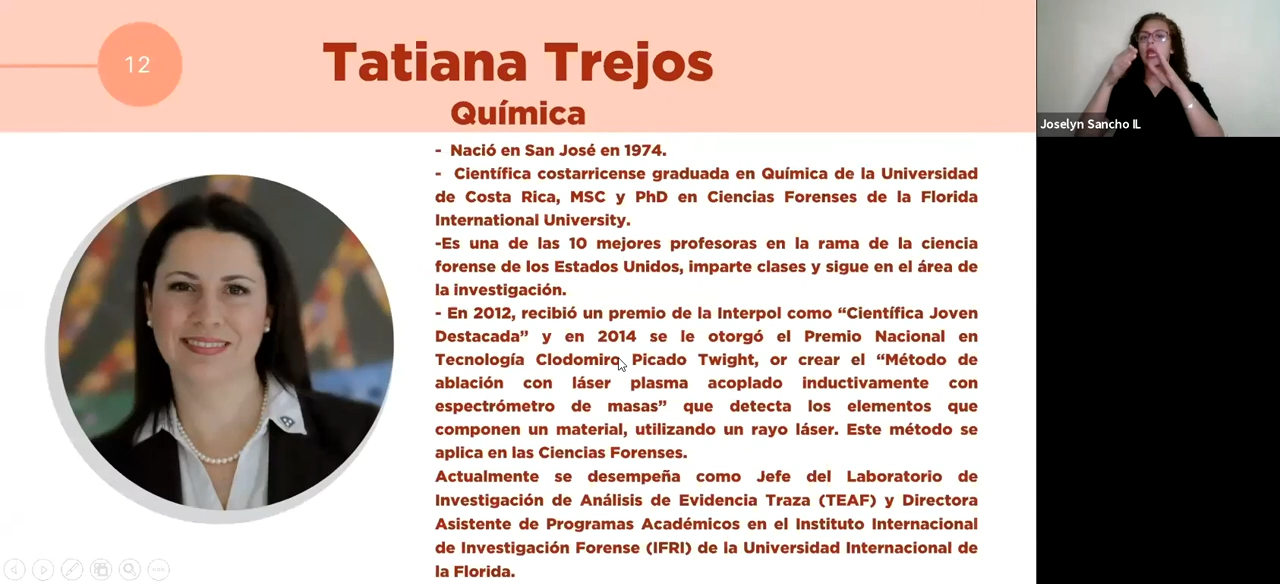 12
Tatiana Trejos
Química
- Nació en San José en 1974.
- Científica costarricense graduada en Química de la Universidad
de Costa Rica, MSC y PhD en Ciencias Forenses de la Florida
International University.
-Es una de las 10 mejores profesoras en la rama de la ciencia
forense de los Estados Unidos, imparte clases y sigue en el área de
la investigación.
- En 2012, recibió un premio de la Interpol como “Científica Joven
Destacada” y en 2014 se le otorgó el Premio Nacional en
Tecnología Clodomiro Picado Twight, or crear el “Método de
ablación con láser plasma acoplado inductivamente con
espectrómetro de masas” que detecta los elementos que
componen un material, utilizando un rayo láser. Este método se
aplica en las Ciencias Forenses.
Actualmente se desempeña como Jefe del Laboratorio de
Investigación de Análisis de Evidencia Traza (TEAF) y Directora
Asistente de Programas Académicos en el Instituto Internacional
de Investigación Forense (IFRI) de la Universidad Internacional de
la Florida.
Joselyn Sancho IL